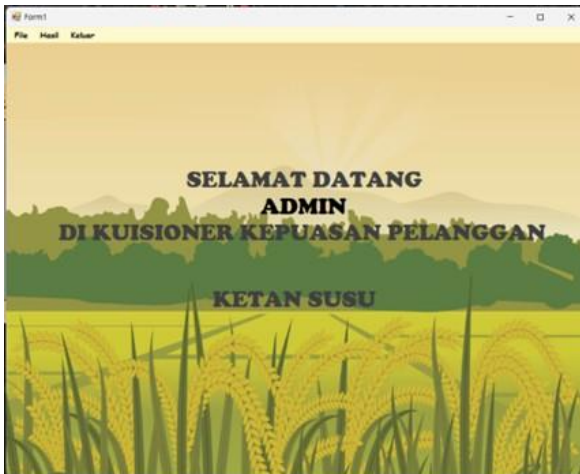 Form1
File Hasil Keluar
SELAMAT DATANG
ADMIN
DI KUISIONER KEPUASAN PELANGGAN
KETAN SUSU